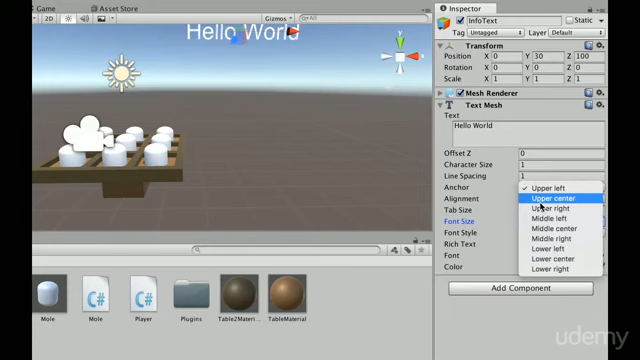 Game
Asset Store
2D
Gizmos
All
Hello World
Inspector
InfoText
Static
Tag Untagged Layer Default
Transform
Position X 0 Y 30 Z 100
Rotation X 0 Y 0 Z 0
Scale X 1 Y 1 Z 1
Mesh Renderer
Text Mesh
Text
Hello World
Offset Z 0
Character Size 1
Line Spacing 1
Anchor
Alignment
Tab Size
Font Size
Font Style
Rich Text
Font
Color
Upper left
Upper center
Upper right
Middle left
Middle center
Middle right
Lower left
Lower center
Lower right
Add Component
C#
C#
Mole
Mole
Player
Plugins
Table2Materi...
TableMaterial
udemy